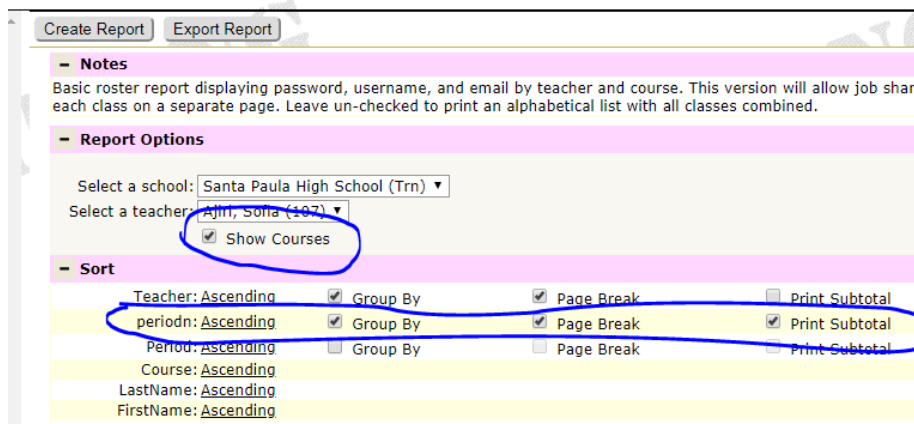 Create Report Export Report
− Notes
Basic roster report displaying password, username, and email by teacher and course. This version will allow job shar
each class on a separate page. Leave un-checked to print an alphabetical list with all classes combined.
− Report Options
Select a school: Santa Paula High School (Trn) ▼
Select a teacher: Ajiri, Sofia (107) ▼
Show Courses
− Sort
Teacher: Ascending Group By Page Break Print Subtotal
periodn: Ascending Group By Page Break Print Subtotal
Period: Ascending Group By Page Break Print Subtotal
Course: Ascending
LastName: Ascending
FirstName: Ascending